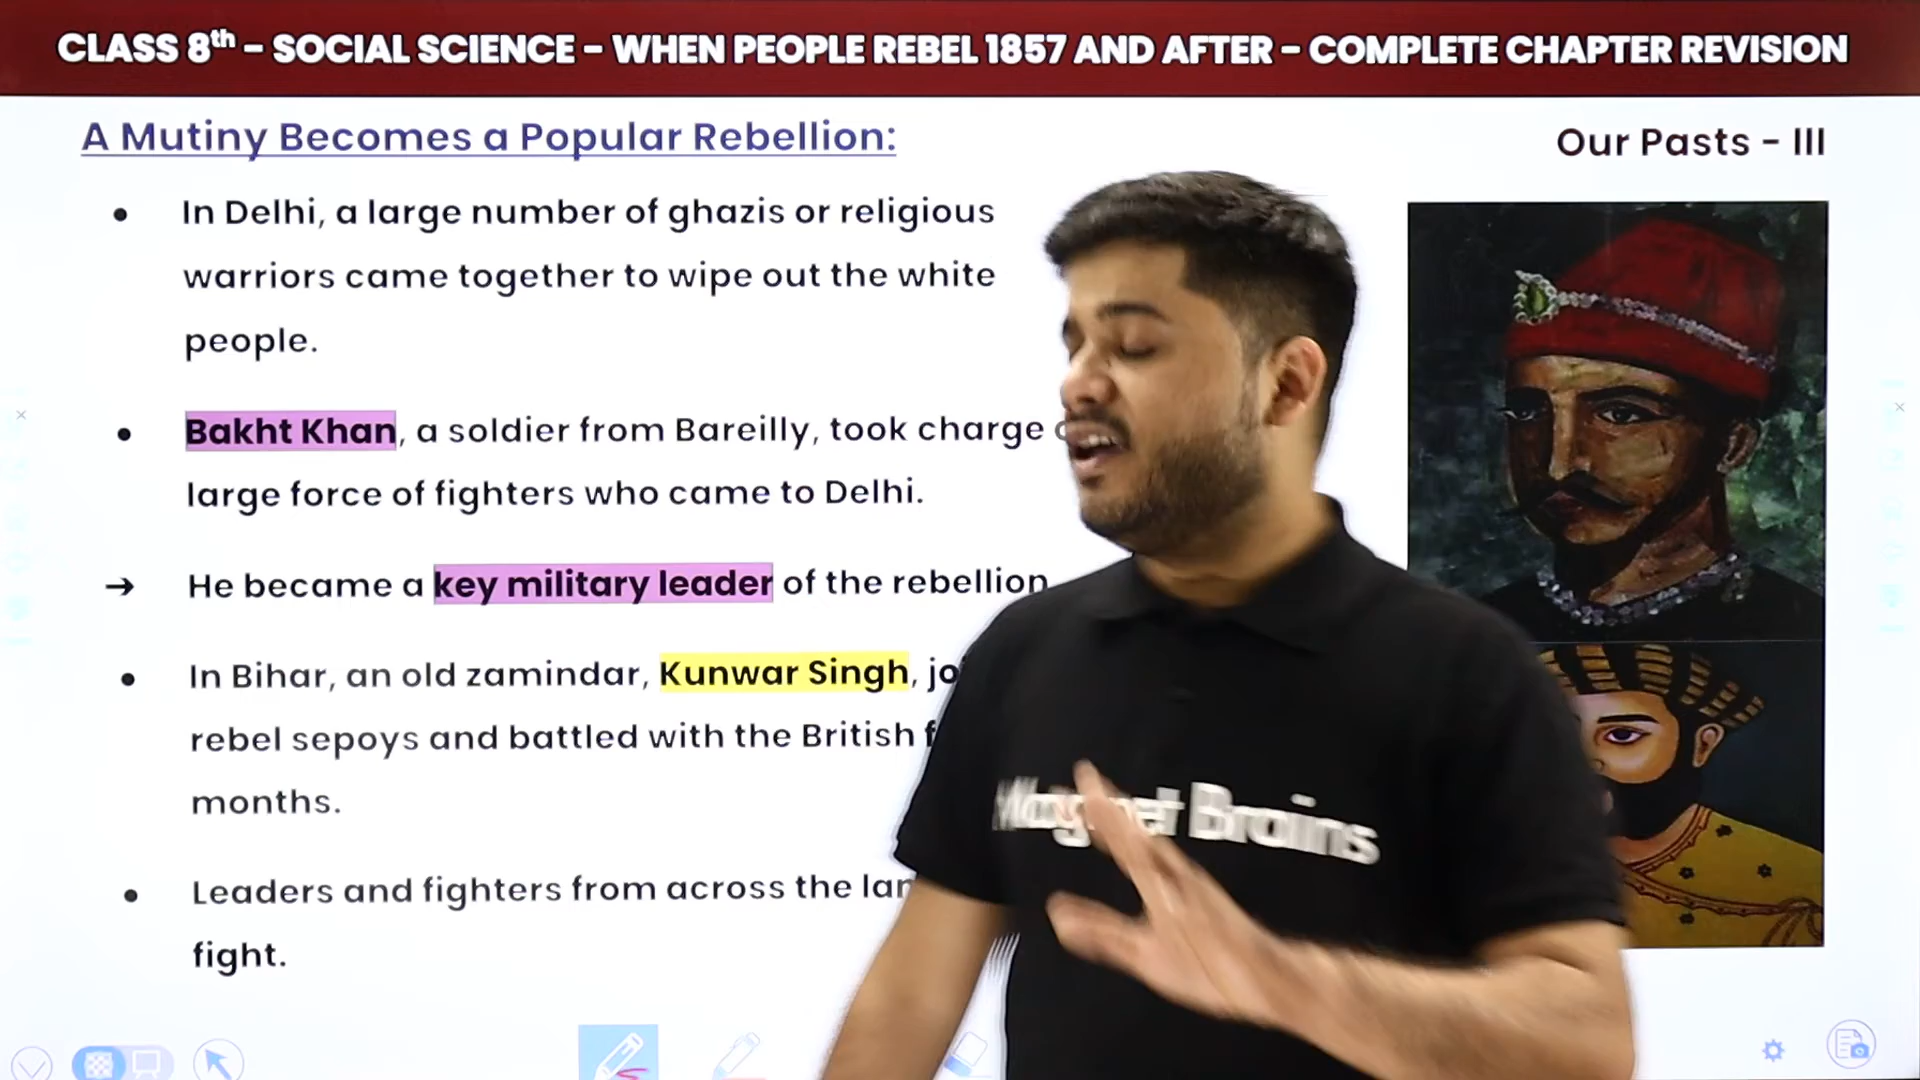 CLASS 8th – SOCIAL SCIENCE – WHEN PEOPLE REBEL 1857 AND AFTER – COMPLETE CHAPTER REVISION
A Mutiny Becomes a Popular Rebellion:
Our Pasts - III
• In Delhi, a large number of ghazis or religious
warriors came together to wipe out the white
people.
• Bakht Khan, a soldier from Bareilly, took charge
large force of fighters who came to Delhi.
→ He became a key military leader of the rebellion
• In Bihar, an old zamindar, Kunwar Singh,
rebel sepoys and battled with the British
months.
• Leaders and fighters from across the
fight.
Magnet Brains